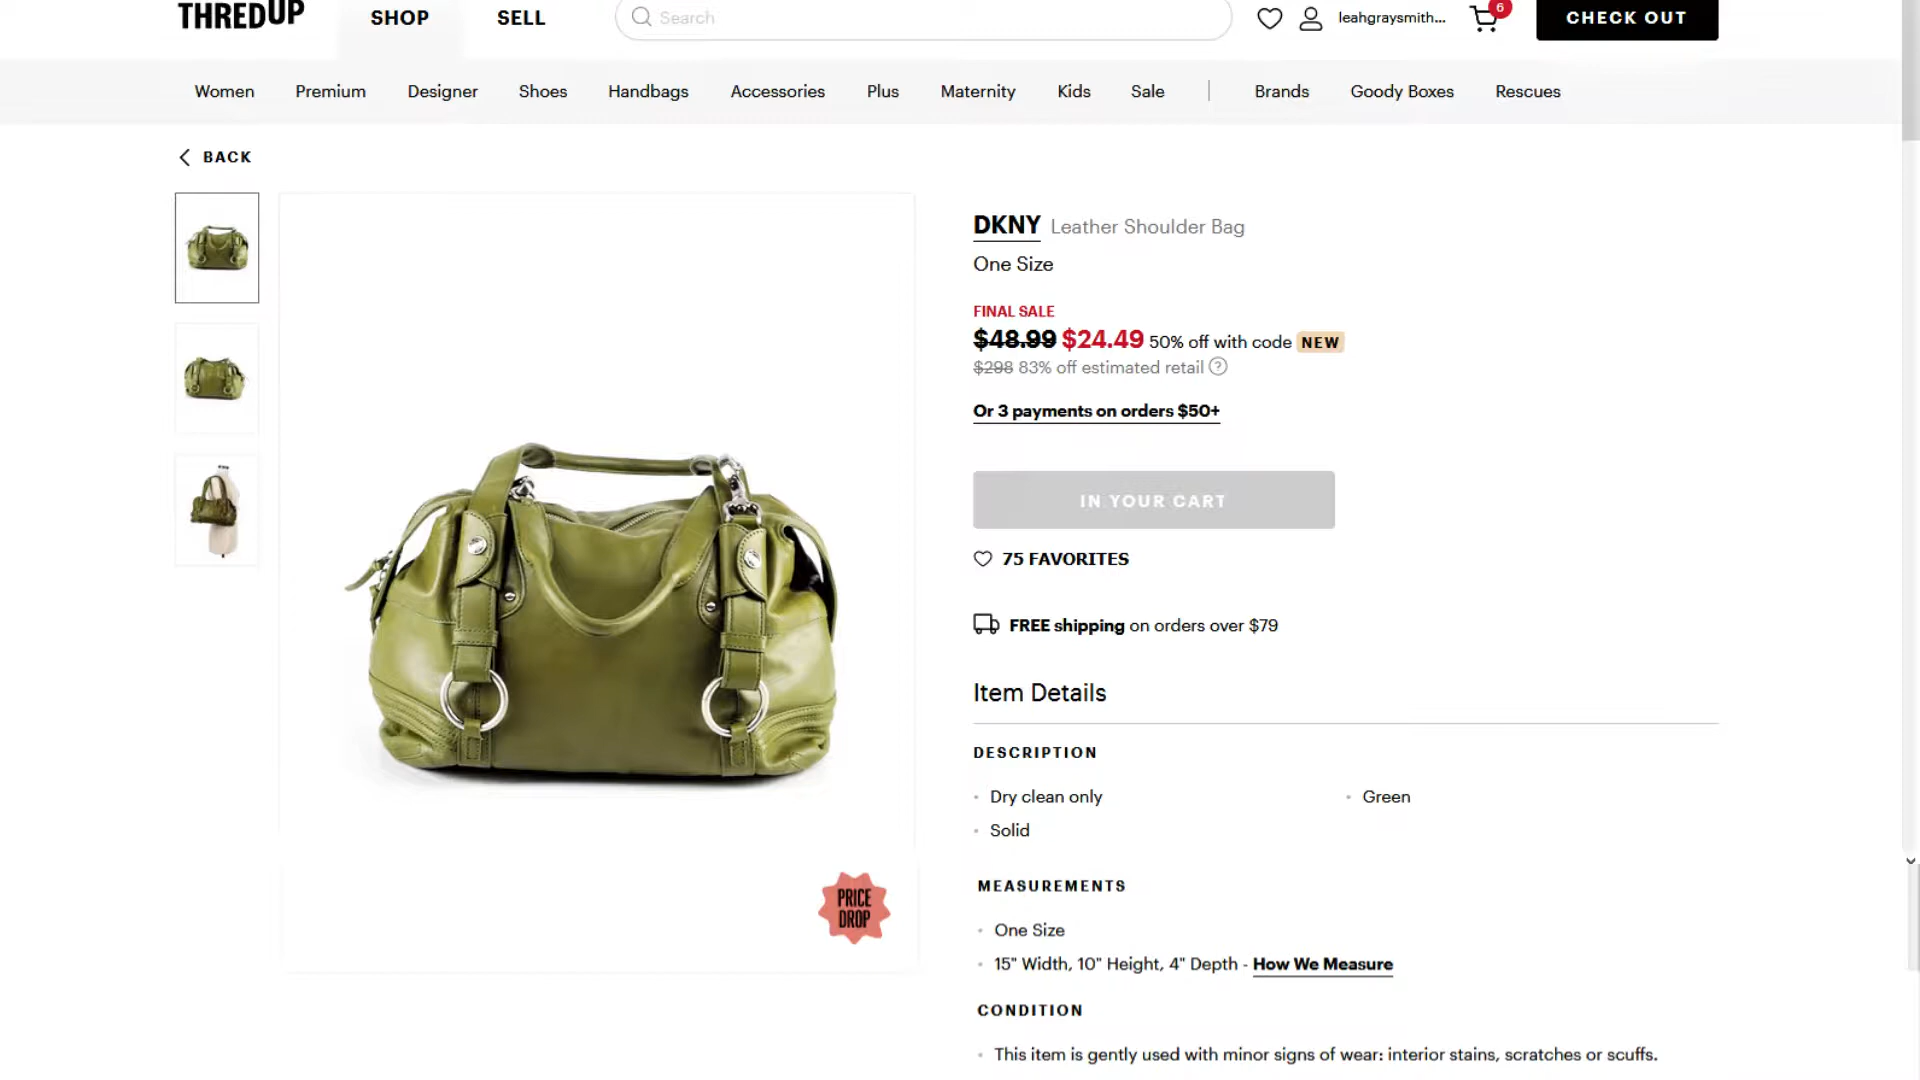 THREDUP
SHOP
SELL
Search
leahgraysmith...
6
CHECK OUT
Women
Premium
Designer
Shoes
Handbags
Accessories
Plus
Maternity
Kids
Sale
Brands
Goody Boxes
Rescues
BACK
DKNY Leather Shoulder Bag
One Size
FINAL SALE
$48.99 $24.49 50% off with code NEW
$298 83% off estimated retail ?
Or 3 payments on orders $50+
IN YOUR CART
75 FAVORITES
FREE shipping on orders over $79
Item Details
DESCRIPTION
Dry clean only
Green
Solid
PRICE
DROP
MEASUREMENTS
One Size
15" Width, 10" Height, 4" Depth - How We Measure
CONDITION
This item is gently used with minor signs of wear: interior stains, scratches or scuffs.